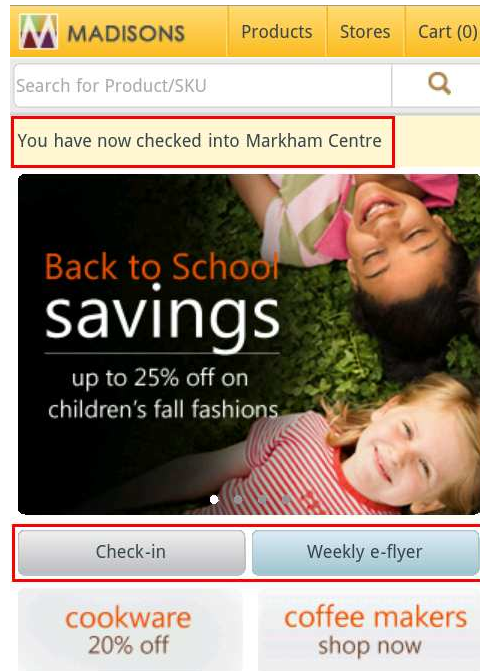 MADISONS Products Stores Cart (0)
Search for Product/SKU
You have now checked into Markham Centre
Back to School
savings
up to 25% off on
children's fall fashions
Check-in Weekly e-flyer
cookware coffee makers
20% off shop now